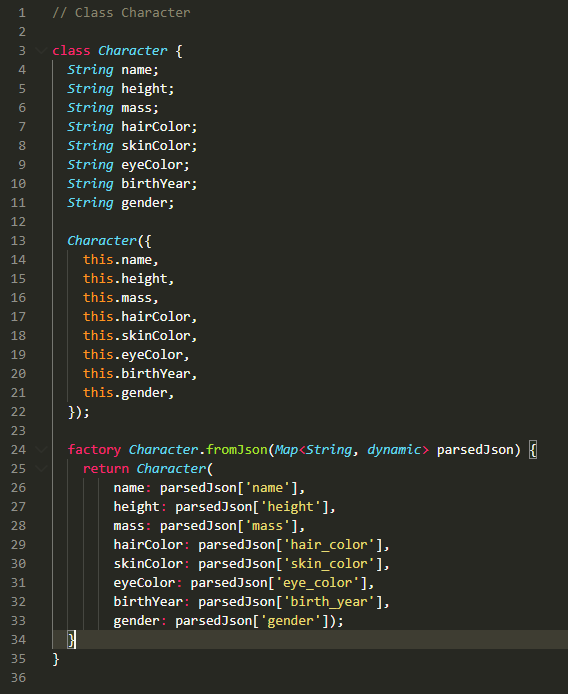 1 // Class Character
2
3 class Character {
4   String name;
5   String height;
6   String mass;
7   String hairColor;
8   String skinColor;
9   String eyeColor;
10   String birthYear;
11   String gender;
12
13   Character({
14     this.name,
15     this.height,
16     this.mass,
17     this.hairColor,
18     this.skinColor,
19     this.eyeColor,
20     this.birthYear,
21     this.gender,
22   });
23
24   factory Character.fromJson(Map<String, dynamic> parsedJson) {
25     return Character(
26         name: parsedJson['name'],
27         height: parsedJson['height'],
28         mass: parsedJson['mass'],
29         hairColor: parsedJson['hair_color'],
30         skinColor: parsedJson['skin_color'],
31         eyeColor: parsedJson['eye_color'],
32         birthYear: parsedJson['birth_year'],
33         gender: parsedJson['gender']);
34   }
35 }
36